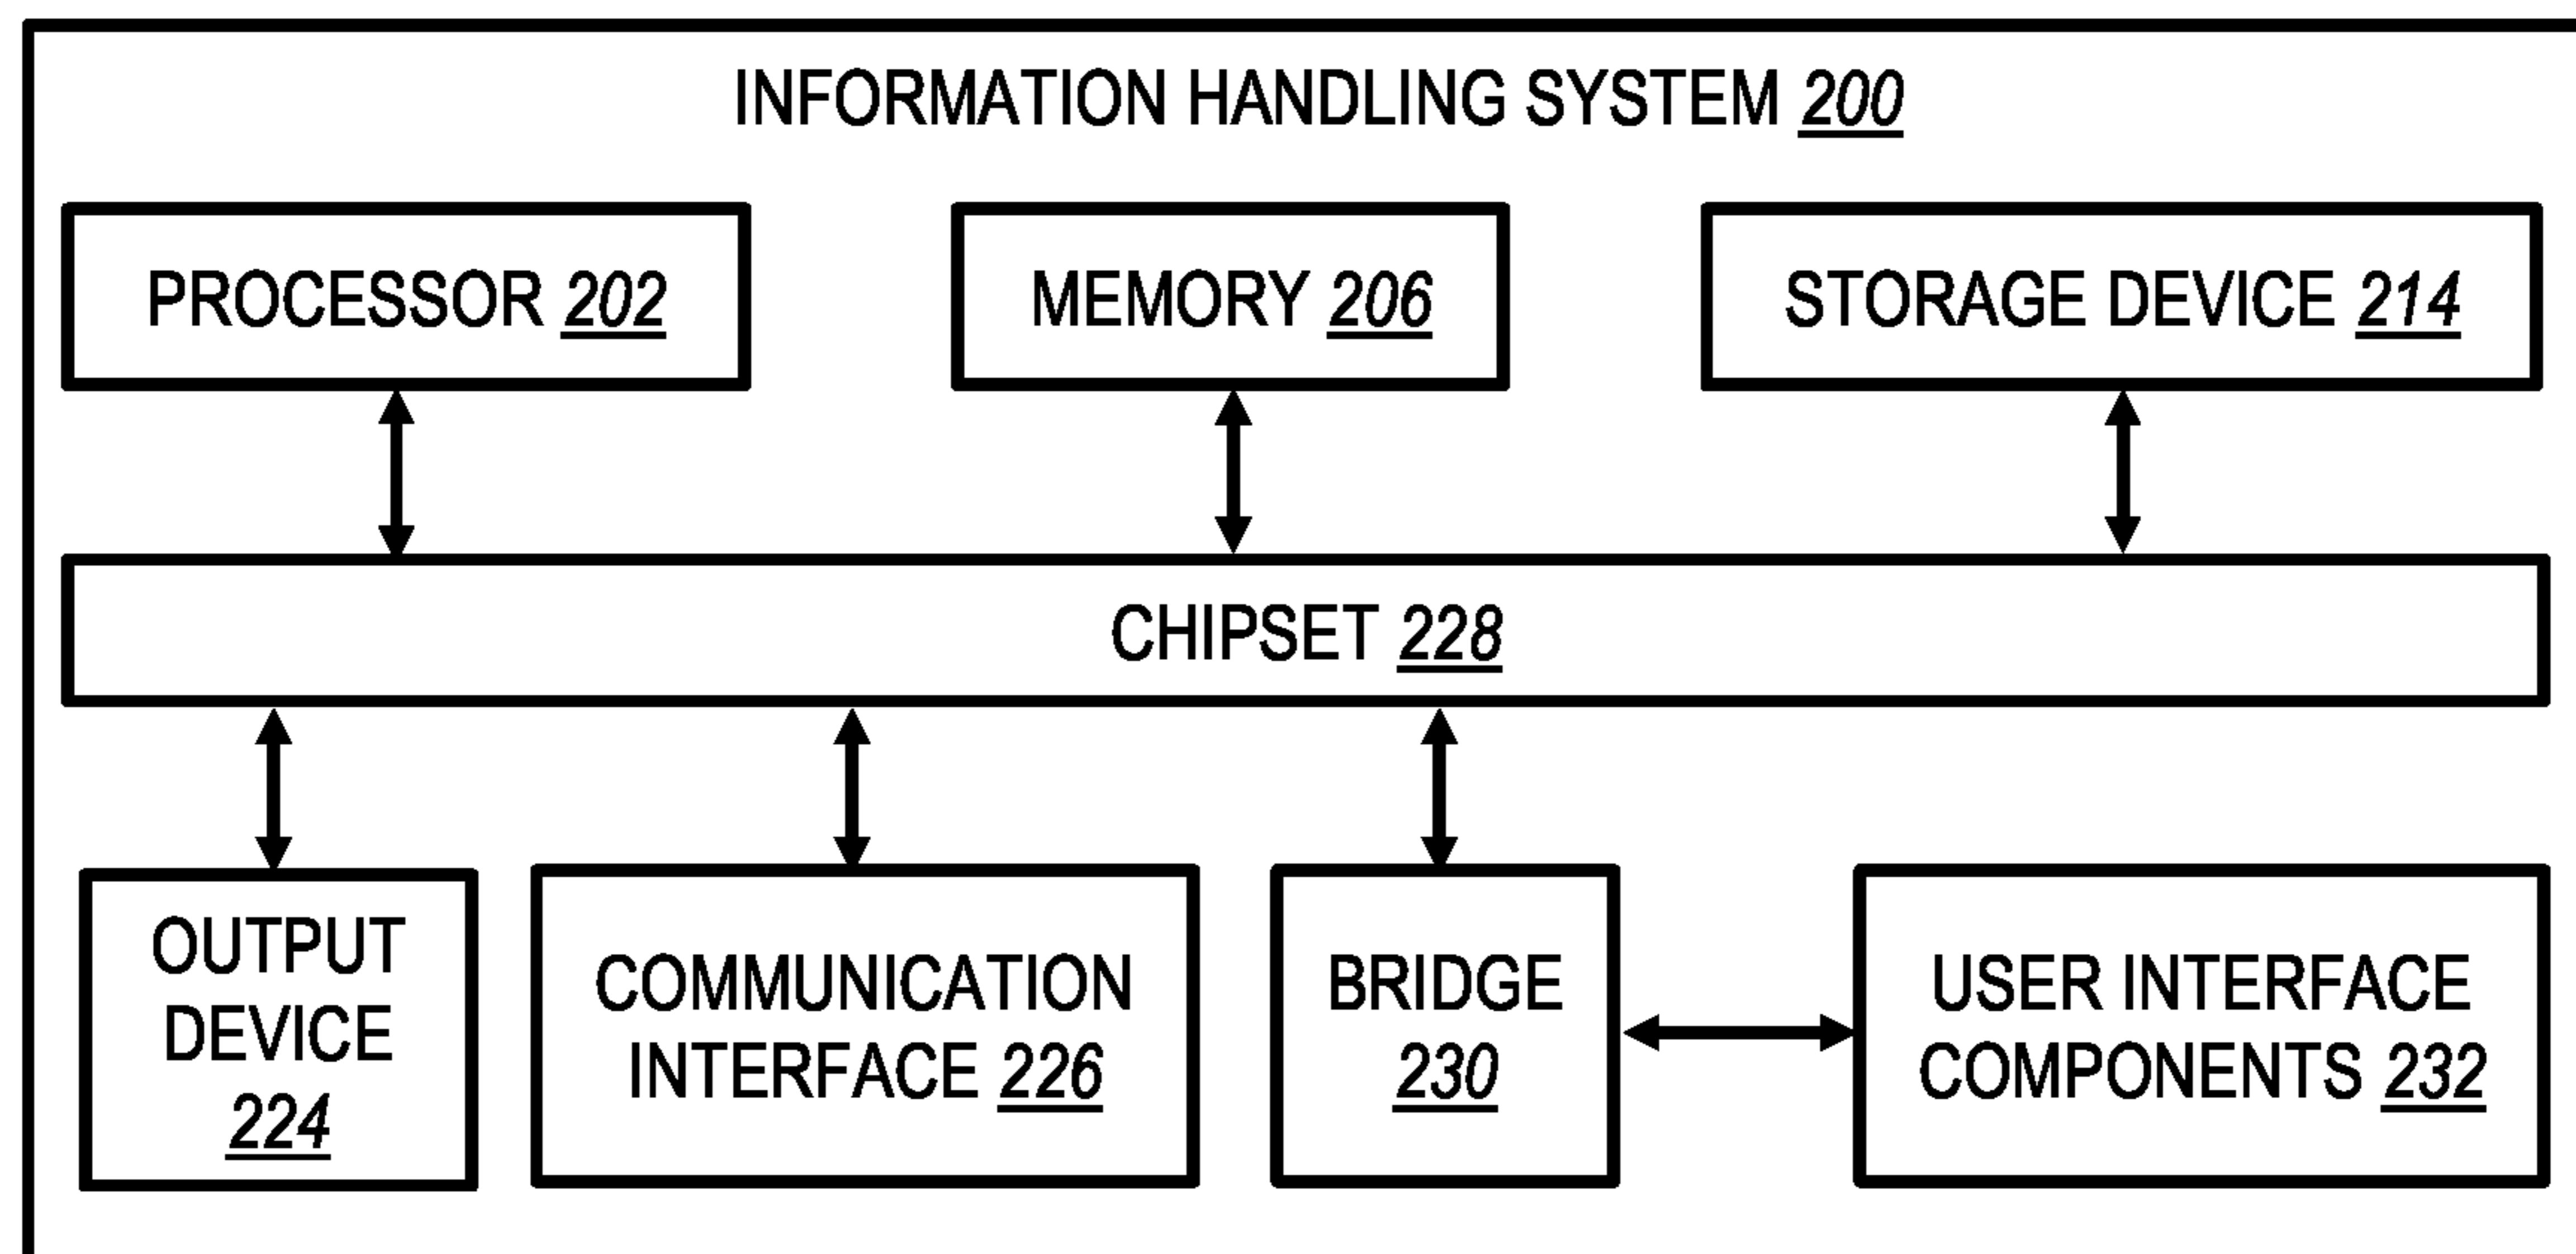 INFORMATION HANDLING SYSTEM 200
PROCESSOR 202
MEMORY 206
STORAGE DEVICE 214
CHIPSET 228
OUTPUT
DEVICE
224
COMMUNICATION
INTERFACE 226
BRIDGE
230
USER INTERFACE
COMPONENTS 232